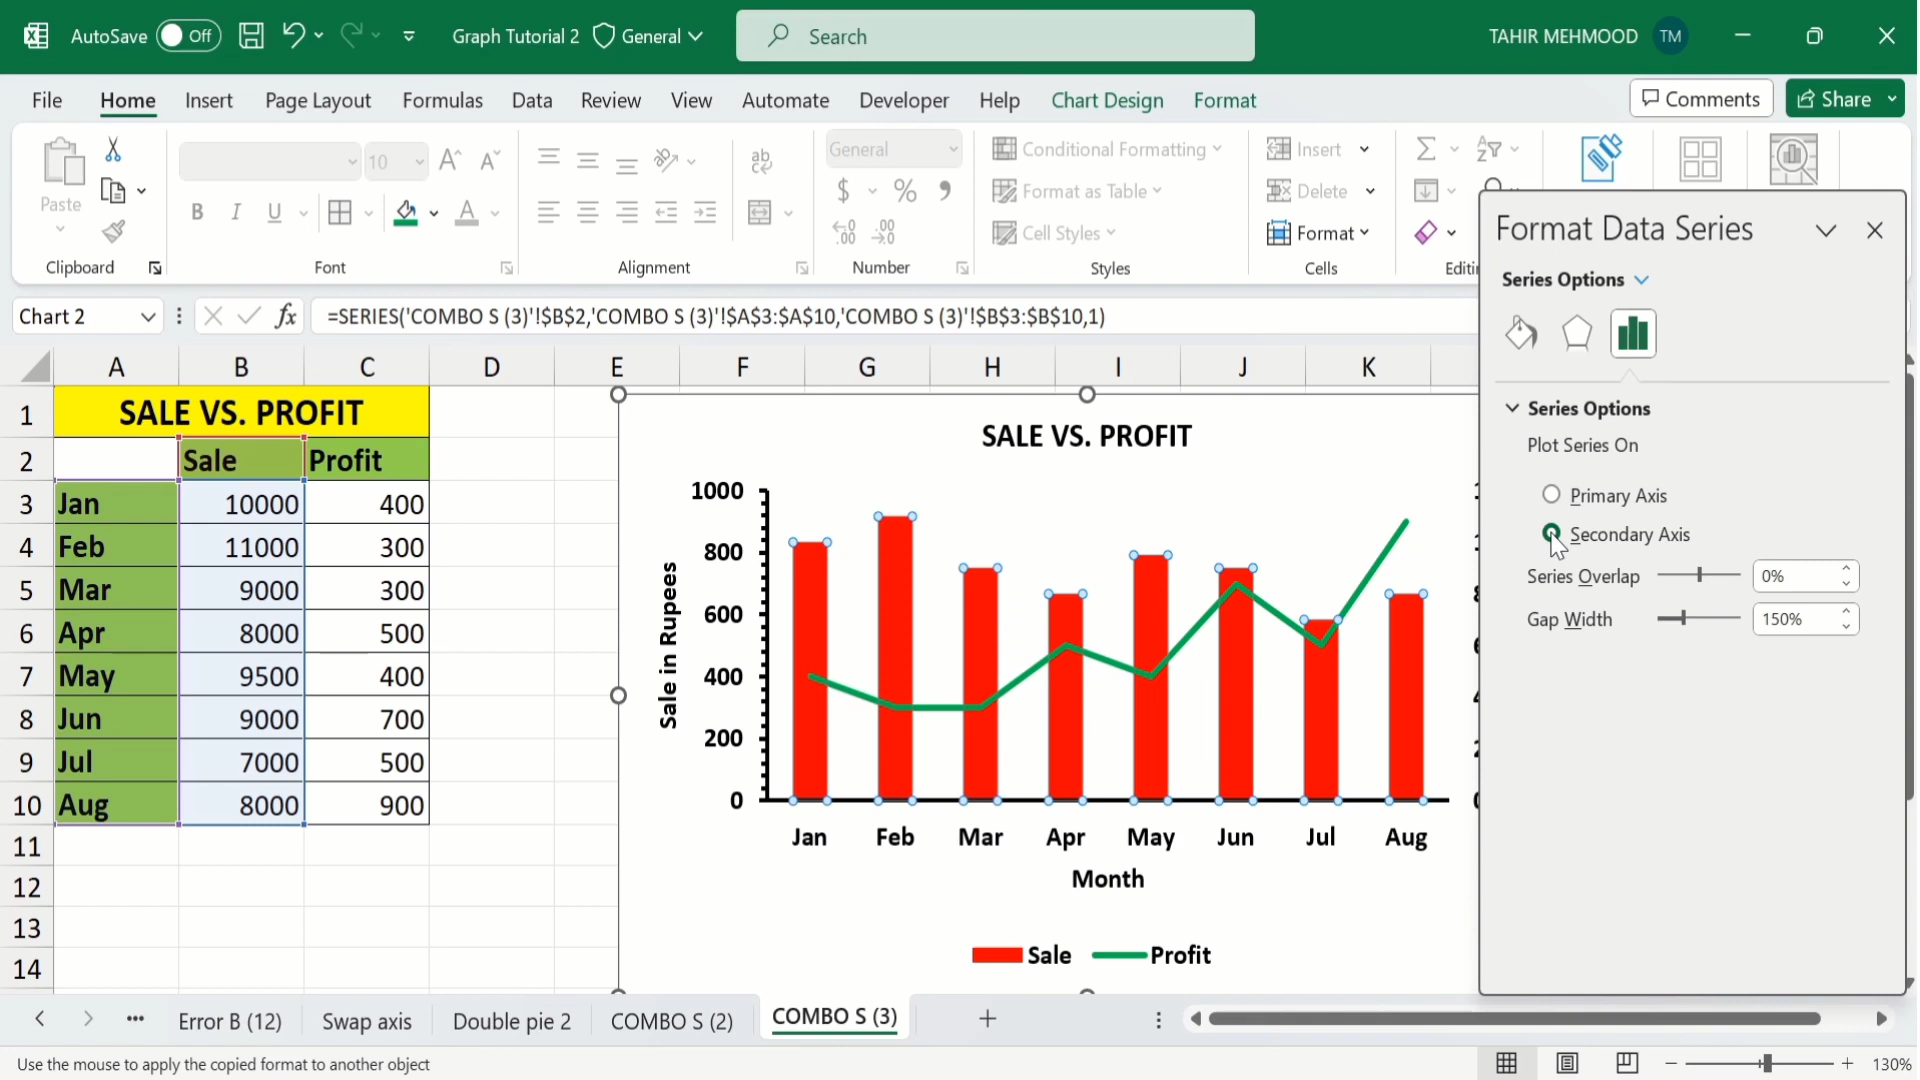 AutoSave Off Graph Tutorial 2 General Search TAHIR MEHMOOD TM
File Home Insert Page Layout Formulas Data Review View Automate Developer Help Chart Design Format Comments Share
Paste 10 General Conditional Formatting Insert
B I U $ % Format as Table Delete
Cell Styles Format
Clipboard Font Alignment Number Styles Cells
Chart 2 fx =SERIES('COMBO S (3)'!$B$2,'COMBO S (3)'!$A$3:$A$10,'COMBO S (3)'!$B$3:$B$10,1)
A B C D E F G H I J K
1 SALE VS. PROFIT
2 Sale Profit
3 Jan 10000 400
4 Feb 11000 300
5 Mar 9000 300
6 Apr 8000 500
7 May 9500 400
8 Jun 9000 700
9 Jul 7000 500
10 Aug 8000 900
11
12
13
14
SALE VS. PROFIT
Sale in Rupees
1000
800
600
400
200
0
Jan Feb Mar Apr May Jun Jul Aug
Month
Sale Profit
Format Data Series
Series Options
Series Options
Plot Series On
Primary Axis
Secondary Axis
Series Overlap 0%
Gap Width 150%
Error B (12) Swap axis Double pie 2 COMBO S (2) COMBO S (3)
Use the mouse to apply the copied format to another object 130%